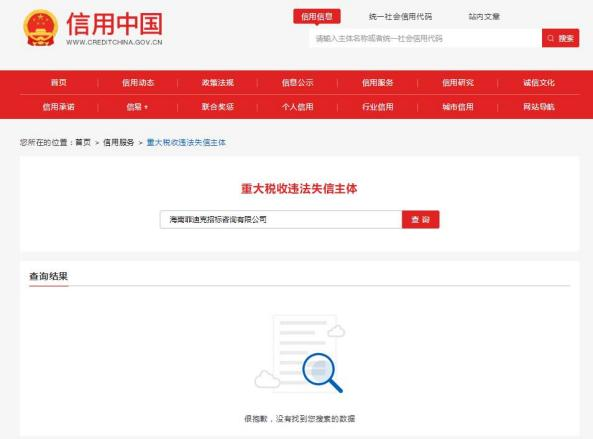 信用中国
WWW.CREDITCHINA.GOV.CN
信用信息 统一社会信用代码 站内文章
请输入主体名称或者统一社会信用代码 搜索
首页 信用动态 政策法规 信息公示 信用服务 信用研究 诚信文化
信用承诺 信易+ 联合奖惩 个人信用 行业信用 城市信用 网站导航
您所在的位置：首页 > 信用服务 > 重大税收违法失信主体
重大税收违法失信主体
海南菲迪克招标咨询有限公司 查询
查询结果
很抱歉，没有找到您搜索的数据